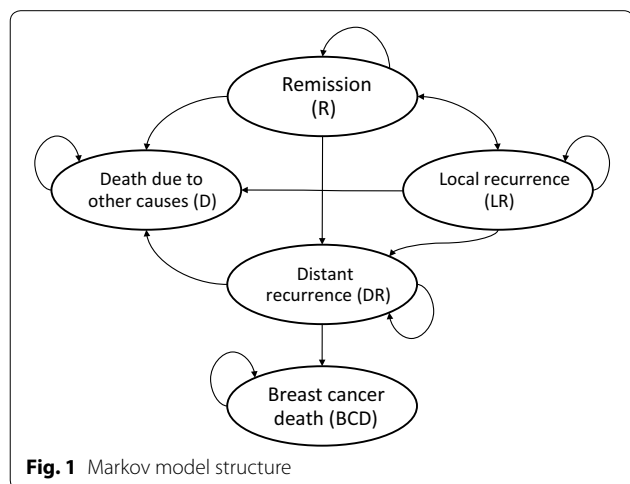 Remission
(R)
Death due to
other causes (D)
Local recurrence
(LR)
Distant
recurrence (DR)
Breast cancer
death (BCD)
Fig. 1 Markov model structure